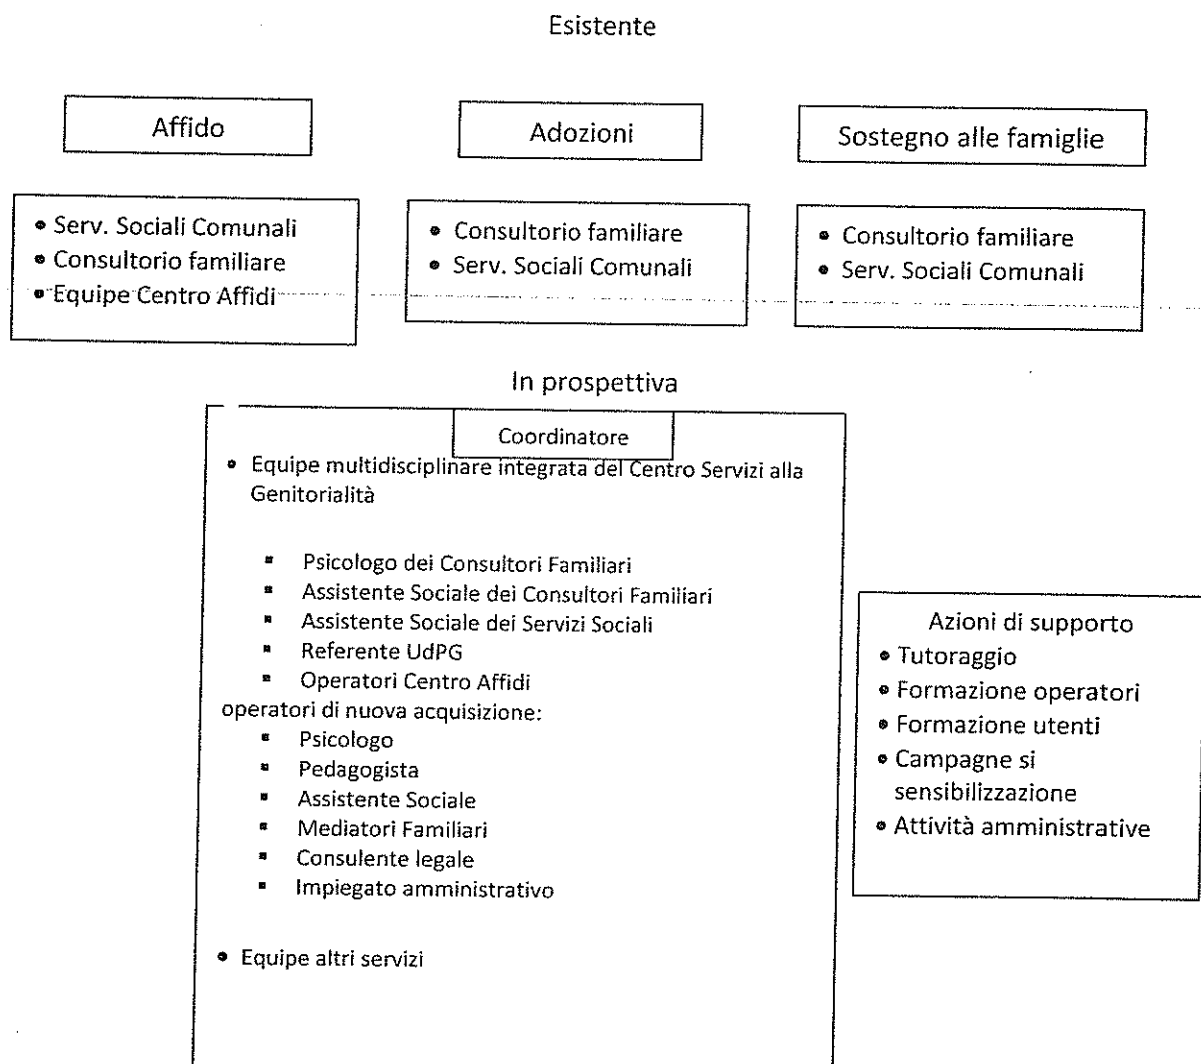 Esistente
Affido
Adozioni
Sostegno alle famiglie
• Serv. Sociali Comunali
• Consultorio familiare
• Equipe Centro Affidi
• Consultorio familiare
• Serv. Sociali Comunali
• Consultorio familiare
• Serv. Sociali Comunali
In prospettiva
Coordinatore
• Equipe multidisciplinare integrata del Centro Servizi alla
Genitorialità
▪ Psicologo dei Consultori Familiari
▪ Assistente Sociale dei Consultori Familiari
▪ Assistente Sociale dei Servizi Sociali
▪ Referente UdPG
▪ Operatori Centro Affidi
operatori di nuova acquisizione:
▪ Psicologo
▪ Pedagogista
▪ Assistente Sociale
▪ Mediatori Familiari
▪ Consulente legale
▪ Impiegato amministrativo
• Equipe altri servizi
Azioni di supporto
• Tutoraggio
• Formazione operatori
• Formazione utenti
• Campagne si
sensibilizzazione
• Attività amministrative